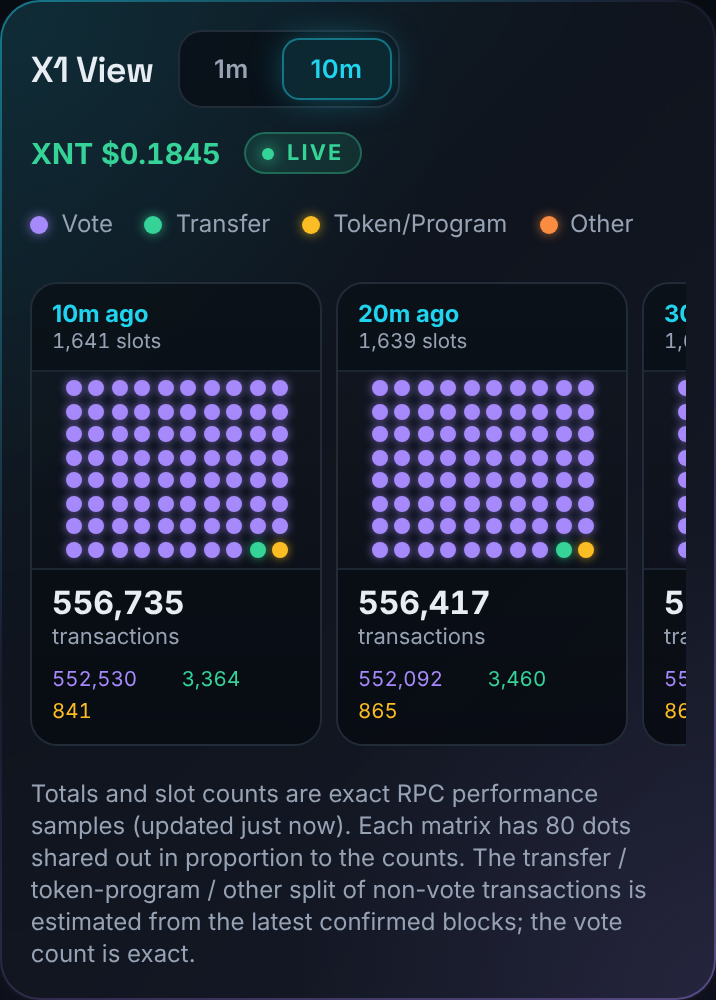 X1 View 1m 10m
XNT $0.1845 LIVE
Vote Transfer Token/Program Other
10m ago
1,641 slots
556,735
transactions
552,530 3,364
841
20m ago
1,639 slots
556,417
transactions
552,092 3,460
865
Totals and slot counts are exact RPC performance
samples (updated just now). Each matrix has 80 dots
shared out in proportion to the counts. The transfer /
token-program / other split of non-vote transactions is
estimated from the latest confirmed blocks; the vote
count is exact.